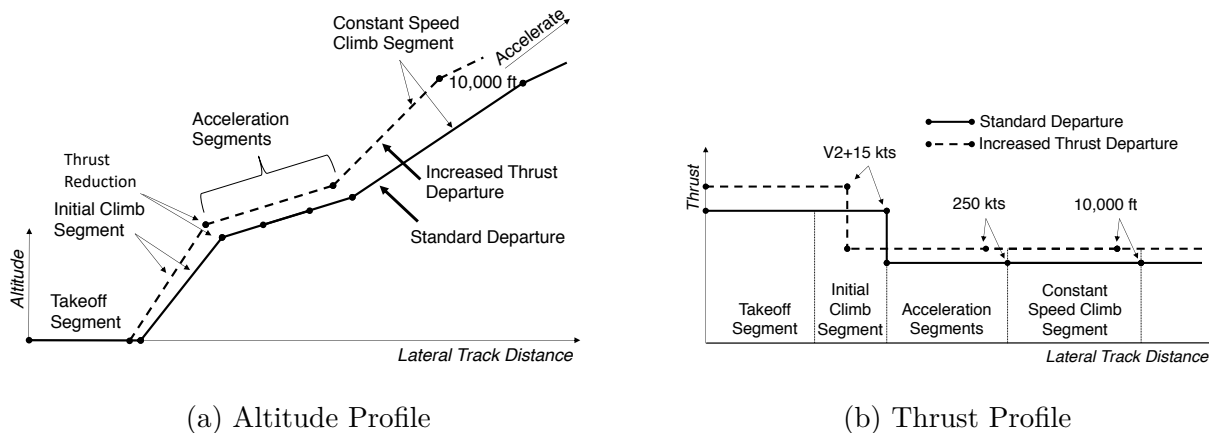 Constant Speed
Climb Segment
Accelerate
10,000 ft
Acceleration
Segments
Thrust
Reduction
Initial Climb
Segment
Increased Thrust
Departure
Standard Departure
Altitude
Takeoff
Segment
Lateral Track Distance
(a) Altitude Profile
Standard Departure
Increased Thrust Departure
V2+15 kts
Thrust
250 kts
10,000 ft
Takeoff
Segment
Initial
Climb
Segment
Acceleration
Segments
Constant
Speed Climb
Segment
Lateral Track Distance
(b) Thrust Profile